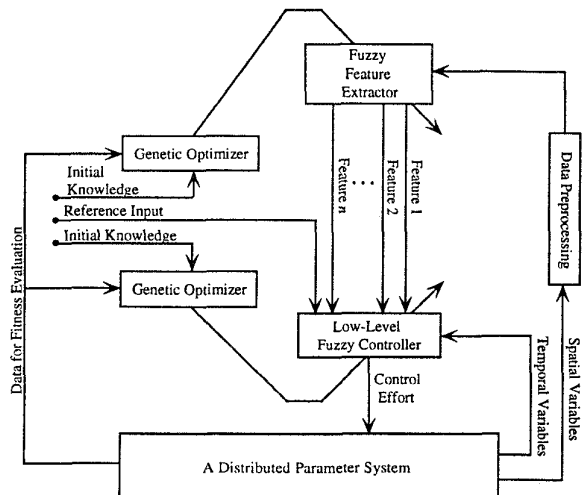 Fuzzy
Feature
Extractor
Genetic Optimizer
Initial
Knowledge
Reference Input
Initial Knowledge
Genetic Optimizer
Feature n
...
Feature 2
Feature 1
Data Preprocessing
Low-Level
Fuzzy Controller
Control
Effort
Temporal Variables
Spatial Variables
Data for Fitness Evaluation
A Distributed Parameter System